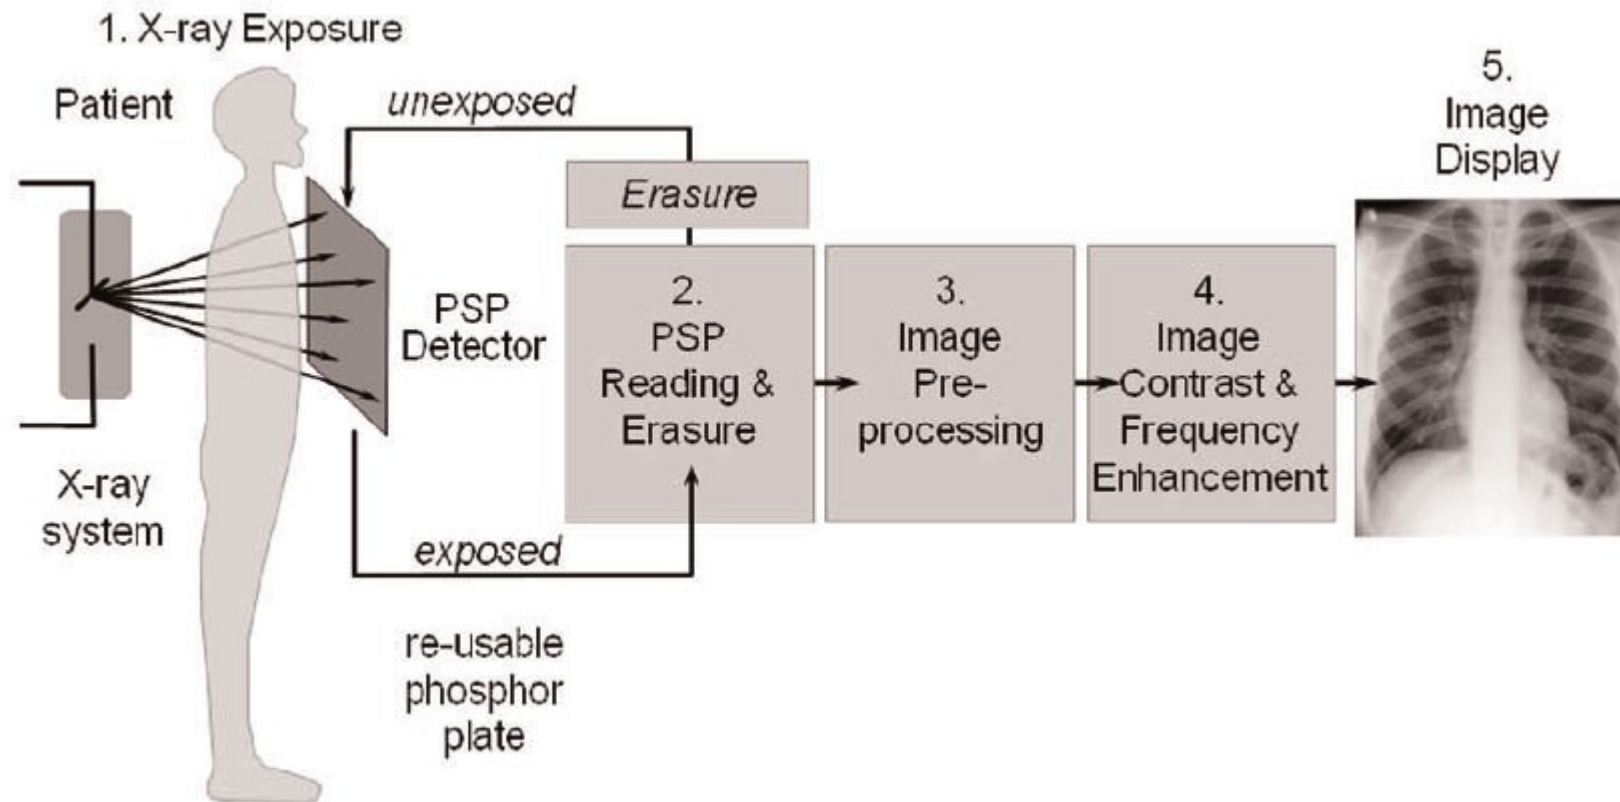 1. X-ray Exposure
Patient
unexposed
Erasure
PSP
Detector
X-ray
system
exposed
re-usable
phosphor
plate
2.
PSP
Reading &
Erasure
3.
Image
Pre-
processing
4.
Image
Contrast &
Frequency
Enhancement
5.
Image
Display